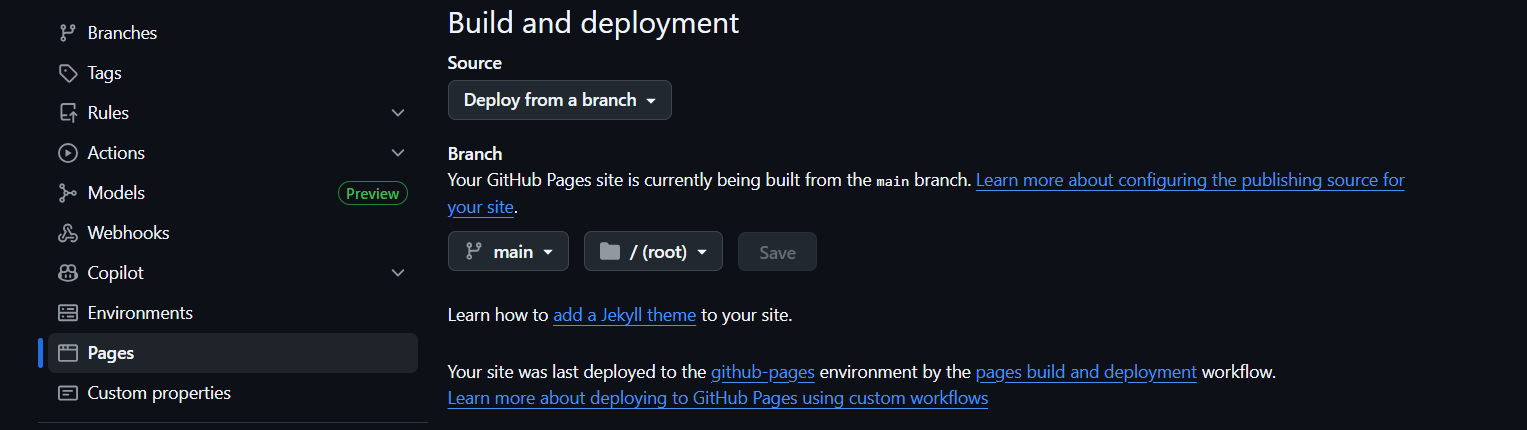 Branches
Tags
Rules
Actions
Models Preview
Webhooks
Copilot
Environments
Pages
Custom properties
Build and deployment
Source
Deploy from a branch
Branch
Your GitHub Pages site is currently being built from the main branch. Learn more about configuring the publishing source for
your site.
main / (root) Save
Learn how to add a Jekyll theme to your site.
Your site was last deployed to the github-pages environment by the pages build and deployment workflow.
Learn more about deploying to GitHub Pages using custom workflows